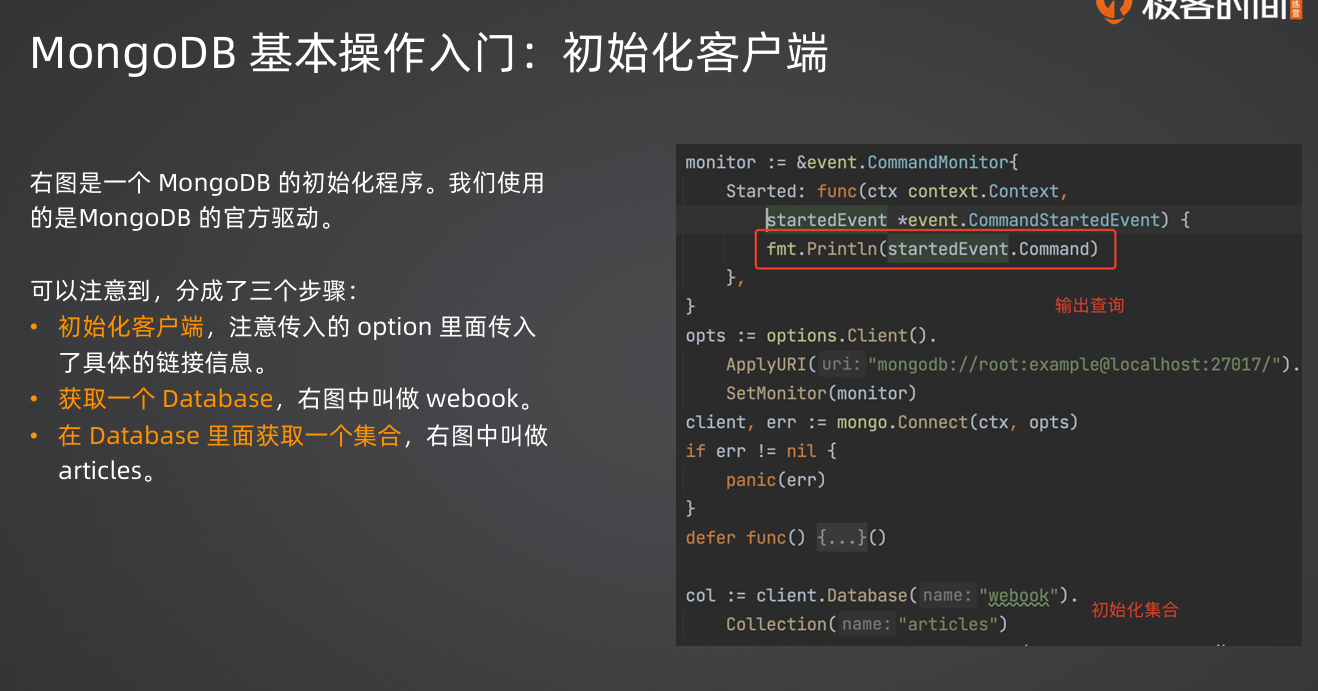 极客时间
MongoDB 基本操作入门：初始化客户端
右图是一个 MongoDB 的初始化程序。我们使用
的是MongoDB 的官方驱动。
可以注意到，分成了三个步骤：
• 初始化客户端，注意传入的 option 里面传入
了具体的链接信息。
• 获取一个 Database，右图中叫做 webook。
• 在 Database 里面获取一个集合，右图中叫做
articles。
monitor := &event.CommandMonitor{
Started: func(ctx context.Context,
startedEvent *event.CommandStartedEvent) {
fmt.Println(startedEvent.Command)
},
}
输出查询
opts := options.Client().
ApplyURI( uri: "mongodb://root:example@localhost:27017/").
SetMonitor(monitor)
client, err := mongo.Connect(ctx, opts)
if err != nil {
panic(err)
}
defer func() {...}()
col := client.Database( name: "webook").
初始化集合
Collection( name: "articles")